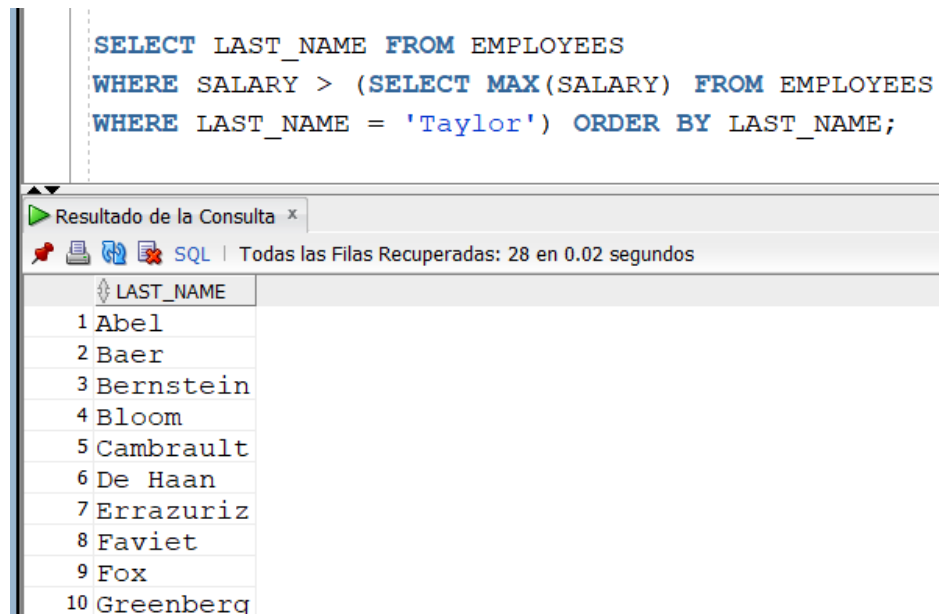 SELECT LAST_NAME FROM EMPLOYEES
WHERE SALARY > (SELECT MAX(SALARY) FROM EMPLOYEES
WHERE LAST_NAME = 'Taylor') ORDER BY LAST_NAME;
Resultado de la Consulta x
SQL | Todas las Filas Recuperadas: 28 en 0.02 segundos
LAST_NAME
1 Abel
2 Baer
3 Bernstein
4 Bloom
5 Cambrault
6 De Haan
7 Errazuriz
8 Faviet
9 Fox
10 Greenberg